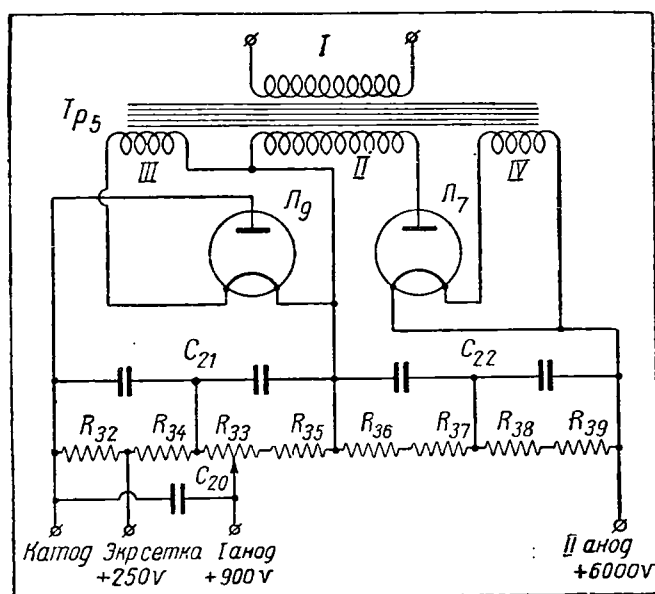 I
Тр5
III
II
IV
Л9
Л7
C21
C22
R32
R34
R33
R35
R36
R37
R38
R39
C20
Катод Экр сетка I анод II анод
+250v +900v +6000v